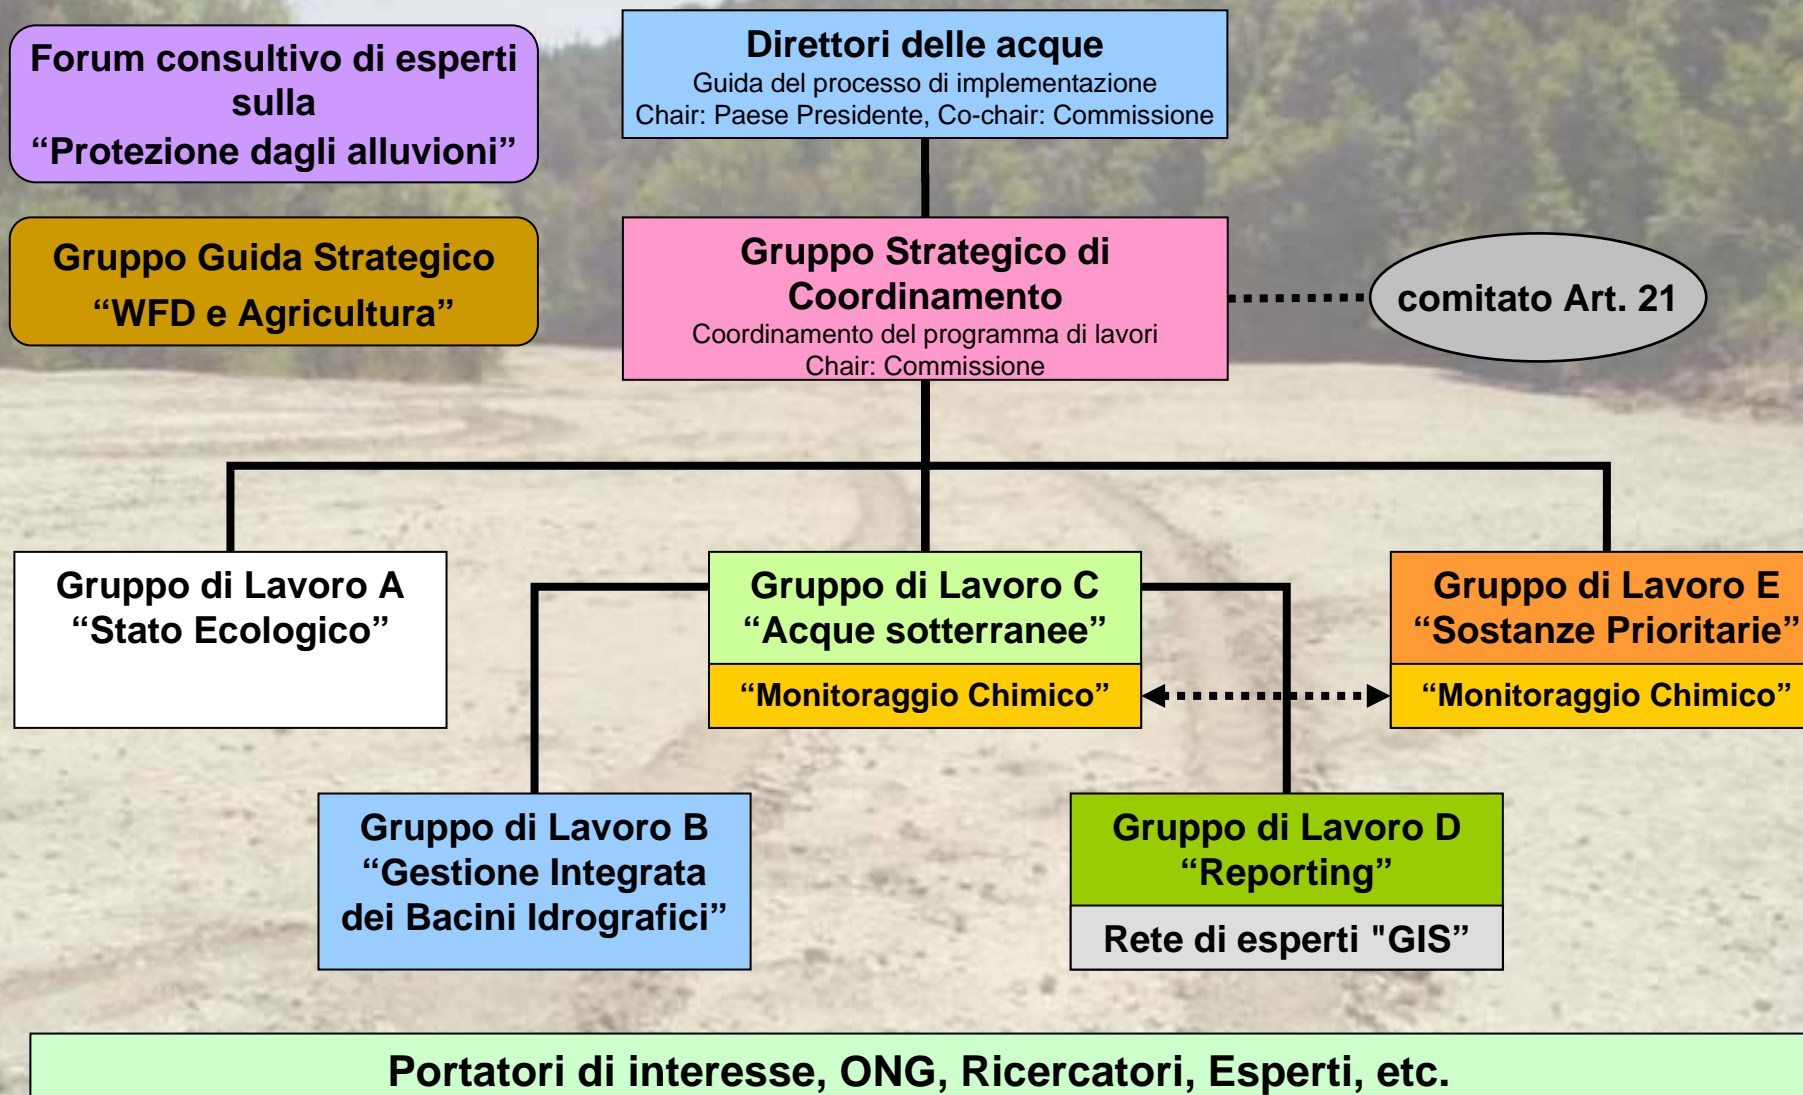 Forum consultivo di esperti
sulla
“Protezione dagli alluvioni”
Direttori delle acque
Guida del processo di implementazione
Chair: Paese Presidente, Co-chair: Commissione
Gruppo Guida Strategico
“WFD e Agricultura”
Gruppo Strategico di
Coordinamento
Coordinamento del programma di lavori
Chair: Commissione
comitato Art. 21
Gruppo di Lavoro A
“Stato Ecologico”
Gruppo di Lavoro C
“Acque sotterranee”
“Monitoraggio Chimico”
Gruppo di Lavoro E
“Sostanze Prioritarie”
“Monitoraggio Chimico”
Gruppo di Lavoro B
“Gestione Integrata
dei Bacini Idrografici”
Gruppo di Lavoro D
“Reporting”
Rete di esperti "GIS”
Portatori di interesse, ONG, Ricercatori, Esperti, etc.